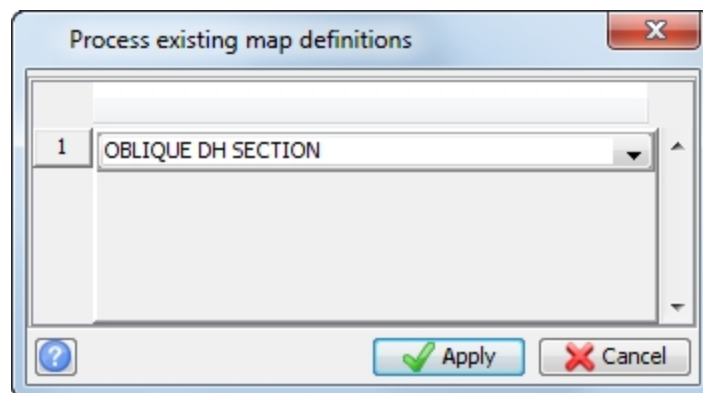 Process existing map definitions
1 OBLIQUE DH SECTION
? Apply Cancel